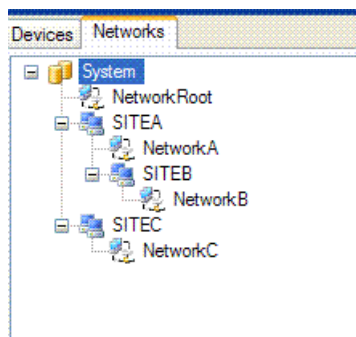 Devices Networks
System
NetworkRoot
SITEA
NetworkA
SITEB
NetworkB
SITEC
NetworkC